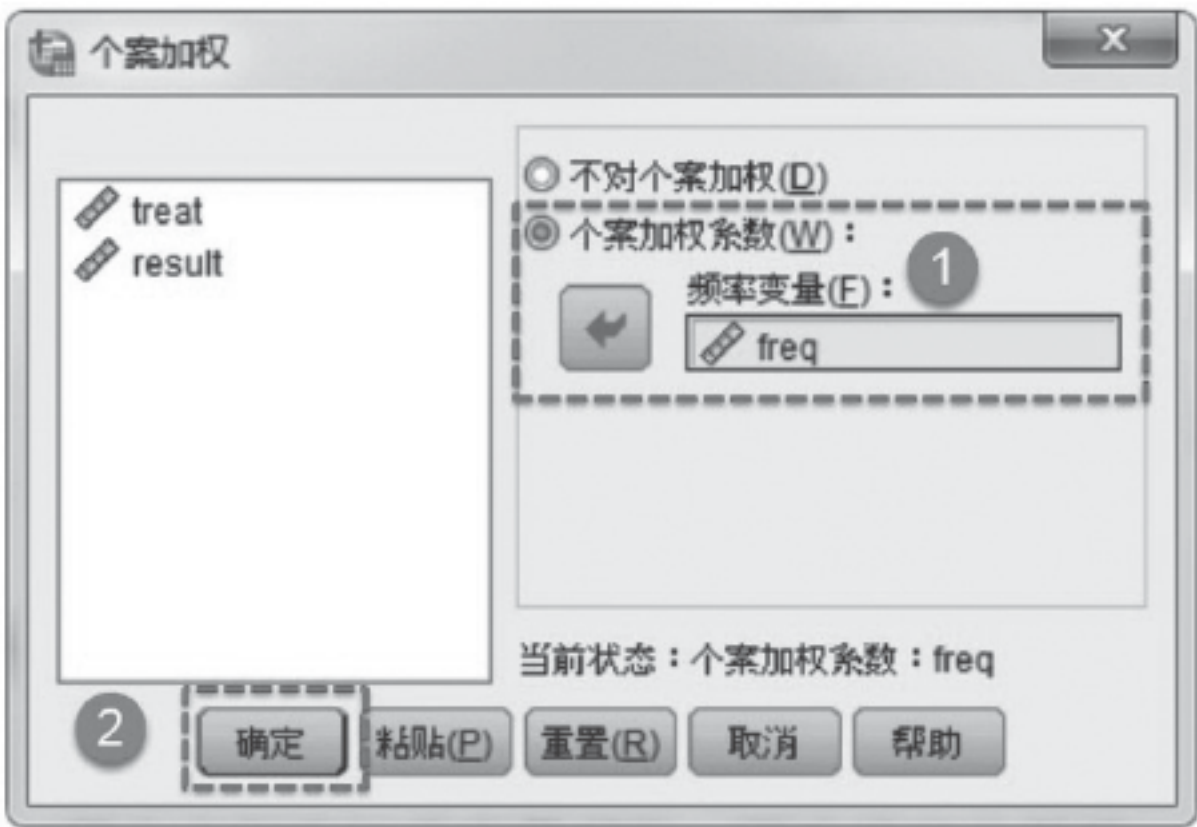 个案加权
treat
result
不对个案加权(D)
个案加权系数(W)：
1
频率变量(F)：
freq
当前状态：个案加权系数：freq
2
确定 粘贴(P) 重置(R) 取消 帮助